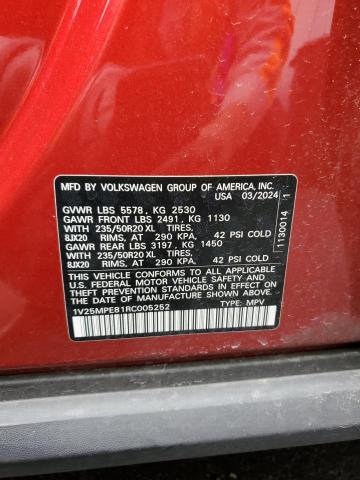 MFD BY VOLKSWAGEN GROUP OF AMERICA, INC.
USA 03/2024
GVWR LBS 5578, KG 2530
GAWR FRONT LBS 2491, KG 1130
WITH 235/50R20 XL TIRES,
8JX20 RIMS, AT 290 KPA, 42 PSI COLD
GAWR REAR LBS 3197, KG 1450
WITH 235/50R20 XL TIRES,
8JX20 RIMS, AT 290 KPA, 42 PSI COLD
THIS VEHICLE CONFORMS TO ALL APPLICABLE
U.S. FEDERAL MOTOR VEHICLE SAFETY AND
THEFT PREVENTION STANDARDS IN EFFECT ON
THE DATE OF MANUFACTURE SHOWN ABOVE.
1V25MPE81RC005252 TYPE: MPV
1130014 1